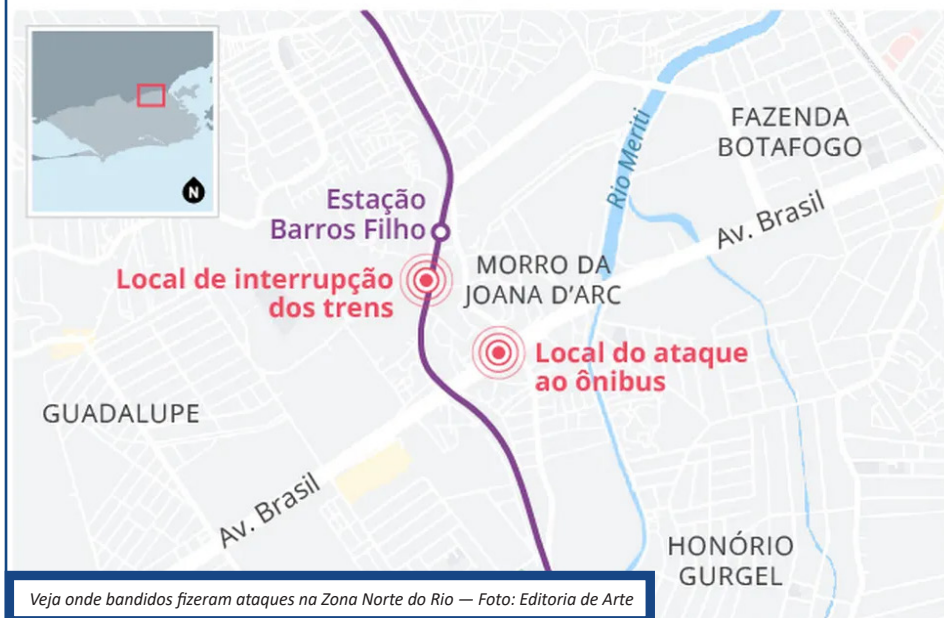 N
FAZENDA
BOTAFOGO
Rio Meriti
Estação
Barros Filho
Av. Brasil
MORRO DA
JOANA D'ARC
Local de interrupção
dos trens
Local do ataque
ao ônibus
GUADALUPE
Av. Brasil
HONÓRIO
GURGEL
Veja onde bandidos fizeram ataques na Zona Norte do Rio — Foto: Editoria de Arte